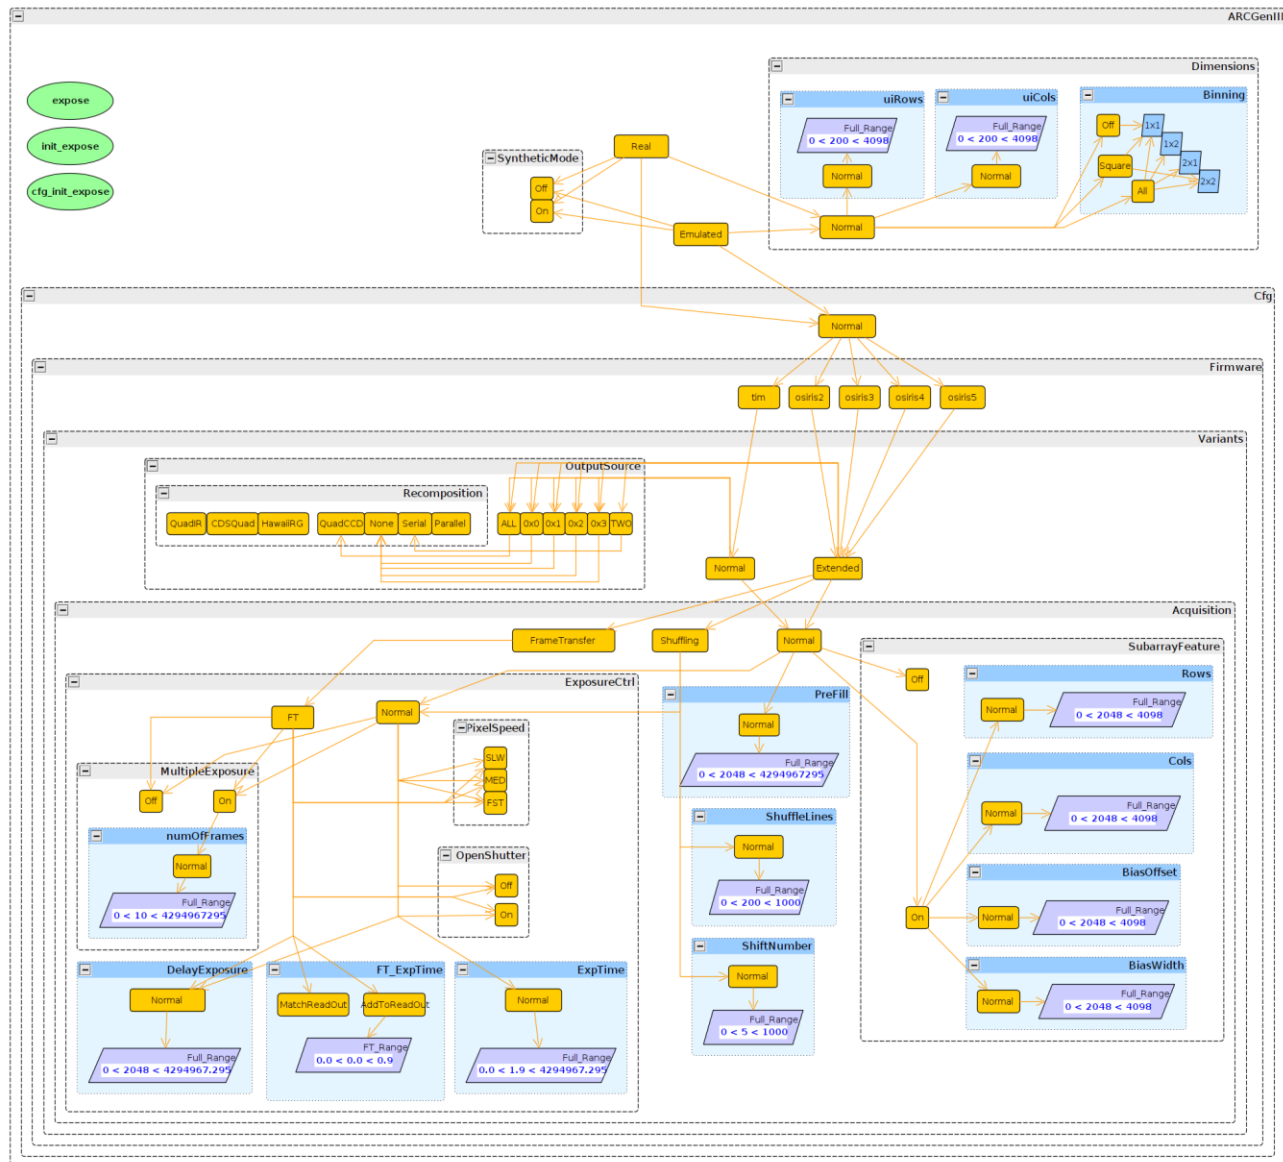 ARCGenIII
Dimensions
expose
init_expose
cfg_init_expose
uiRows
Full_Range
0 < 200 < 4098
Normal
uiCols
Full_Range
0 < 200 < 4098
Normal
Binning
Off
1x1
1x2
Square
2x1
All
2x2
Real
SyntheticMode
Off
On
Emulated
Normal
Cfg
Normal
Firmware
tim
osiris2
osiris3
osiris4
osiris5
Variants
OutputSource
Recomposition
QuadIR
CDSQuad
HawaiiRG
QuadCCD
None
Serial
Parallel
ALL
0x0
0x1
0x2
0x3
TWO
Normal
Extended
Acquisition
FrameTransfer
Shuffling
Normal
SubarrayFeature
Off
Rows
Normal
Full_Range
0 < 2048 < 4098
Cols
Normal
Full_Range
0 < 2048 < 4098
BiasOffset
On
Normal
Full_Range
0 < 2048 < 4098
BiasWidth
Normal
Full_Range
0 < 2048 < 4098
ExposureCtrl
FT
Normal
PixelSpeed
SLW
MED
FST
MultipleExposure
Off
On
numOfFrames
Normal
Full_Range
0 < 10 < 4294967295
OpenShutter
Off
On
PreFill
Normal
Full_Range
0 < 2048 < 4294967295
ShuffleLines
Normal
Full_Range
0 < 200 < 1000
ShiftNumber
Normal
Full_Range
0 < 5 < 1000
DelayExposure
Normal
Full_Range
0 < 2048 < 4294967.295
FT_ExpTime
MatchReadOut
AddToReadOut
FT_Range
0.0 < 0.0 < 0.9
ExpTime
Normal
Full_Range
0.0 < 1.9 < 4294967.295